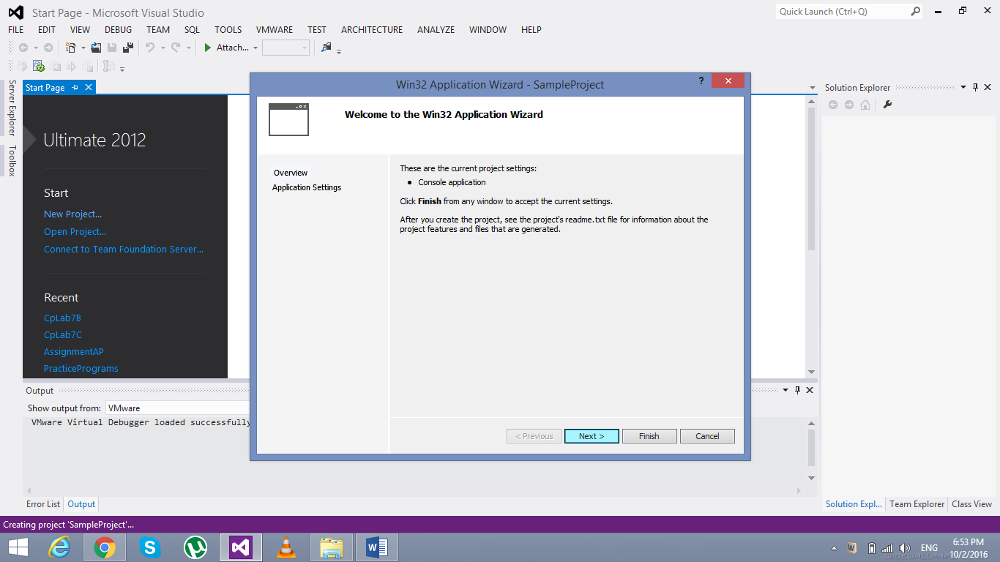 Start Page - Microsoft Visual Studio
Quick Launch (Ctrl+Q)
FILE EDIT VIEW DEBUG TEAM SQL TOOLS VMWARE TEST ARCHITECTURE ANALYZE WINDOW HELP
Attach...
Server Explorer
Toolbox
Start Page
Ultimate 2012
Start
New Project...
Open Project...
Connect to Team Foundation Server...
Recent
CpLab7B
CpLab7C
AssignmentAP
PracticePrograms
Win32 Application Wizard - SampleProject
?
Welcome to the Win32 Application Wizard
Overview
Application Settings
These are the current project settings:
• Console application
Click Finish from any window to accept the current settings.
After you create the project, see the project's readme.txt file for information about the
project features and files that are generated.
< Previous Next > Finish Cancel
Solution Explorer
Output
Show output from: VMware
VMware Virtual Debugger loaded successfully
Error List Output
Solution Expl... Team Explorer Class View
Creating project 'SampleProject'...
ENG
6:53 PM
10/2/2016